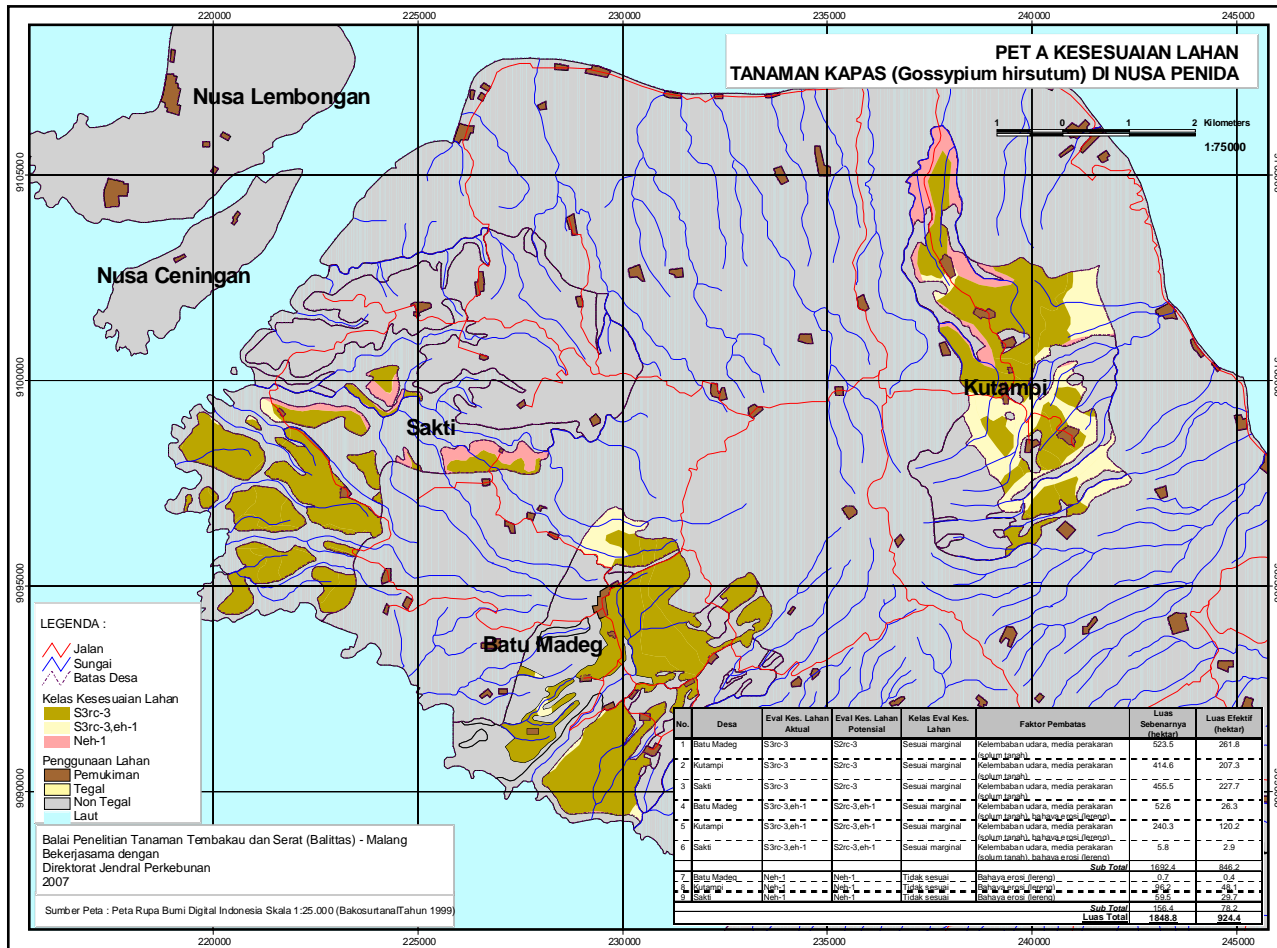 220000 225000 230000 235000 240000 245000
PET A KESESUAIAN LAHAN
TANAMAN KAPAS (Gossypium hirsutum) DI NUSA PENIDA
1 0 1 2 Kilometers
1:75000
Nusa Lembongan
9105000
Nusa Ceningan
9100000
Kutampi
Sakti
9095000
Batu Madeg
9090000
LEGENDA :
Jalan
Sungai
Batas Desa
Kelas Kesesuaian Lahan
S3rc-3
S3rc-3,eh-1
Neh-1
Penggunaan Lahan
Pemukiman
Tegal
Non Tegal
Laut
Balai Penelitian Tanaman Tembakau dan Serat (Balittas) - Malang
Bekerjasama dengan
Direktorat Jendral Perkebunan
2007
Sumber Peta : Peta Rupa Bumi Digital Indonesia Skala 1:25.000 (BakosurtanalTahun 1999)
No. Desa Eval Kes. Lahan Aktual Eval Kes. Lahan Potensial Kelas Eval Kes. Lahan Faktor Pembatas Luas Sebenarnya (hektar) Luas Efektif (hektar)
1 Batu Madeg S3rc-3 S2rc-3 Sesuai marginal Kelembaban udara, media perakaran (solum tanah) 523.5 261.8
2 Kutampi S3rc-3 S2rc-3 Sesuai marginal Kelembaban udara, media perakaran (solum tanah) 414.6 207.3
3 Sakti S3rc-3 S2rc-3 Sesuai marginal Kelembaban udara, media perakaran (solum tanah) 455.5 227.7
4 Batu Madeg S3rc-3,eh-1 S2rc-3,eh-1 Sesuai marginal Kelembaban udara, media perakaran (solum tanah), bahaya erosi (lereng) 52.6 26.3
5 Kutampi S3rc-3,eh-1 S2rc-3,eh-1 Sesuai marginal Kelembaban udara, media perakaran (solum tanah), bahaya erosi (lereng) 240.3 120.2
6 Sakti S3rc-3,eh-1 S2rc-3,eh-1 Sesuai marginal Kelembaban udara, media perakaran (solum tanah), bahaya erosi (lereng) 5.8 2.9
Sub Total 1692.4 846.2
7 Batu Madeg Neh-1 Neh-1 Tidak sesuai Bahaya erosi (lereng) 0.7 0.4
8 Kutampi Neh-1 Neh-1 Tidak sesuai Bahaya erosi (lereng) 96.2 48.1
9 Sakti Neh-1 Neh-1 Tidak sesuai Bahaya erosi (lereng) 59.5 29.7
Sub Total 156.4 78.2
Luas Total 1848.8 924.4
220000 225000 230000 235000 240000 245000